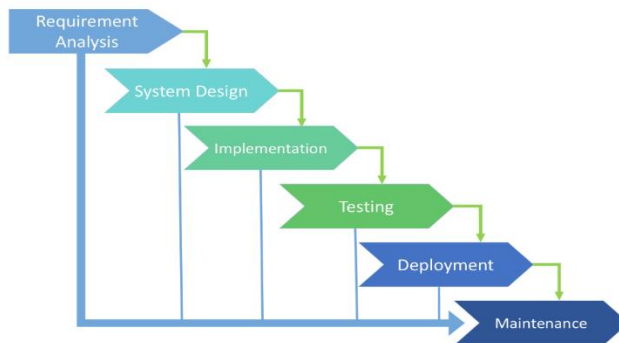 Requirement
Analysis
System Design
Implementation
Testing
Deployment
Maintenance